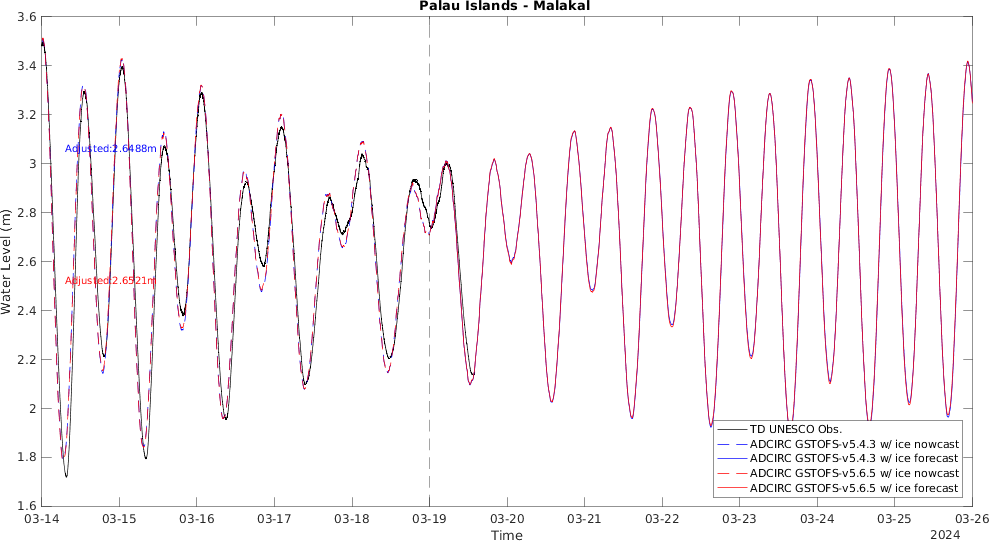 Palau Islands - Malakal
3.6
3.4
3.2
3
2.8
2.6
2.4
2.2
2
1.8
1.6
Water Level (m)
Adjusted:2.6488m
Adjusted:2.6521m
TD UNESCO Obs.
ADCIRC GSTOFS-v5.4.3 w/ ice nowcast
ADCIRC GSTOFS-v5.4.3 w/ ice forecast
ADCIRC GSTOFS-v5.6.5 w/ ice nowcast
ADCIRC GSTOFS-v5.6.5 w/ ice forecast
03-14 03-15 03-16 03-17 03-18 03-19 03-20 03-21 03-22 03-23 03-24 03-25 03-26
Time
2024